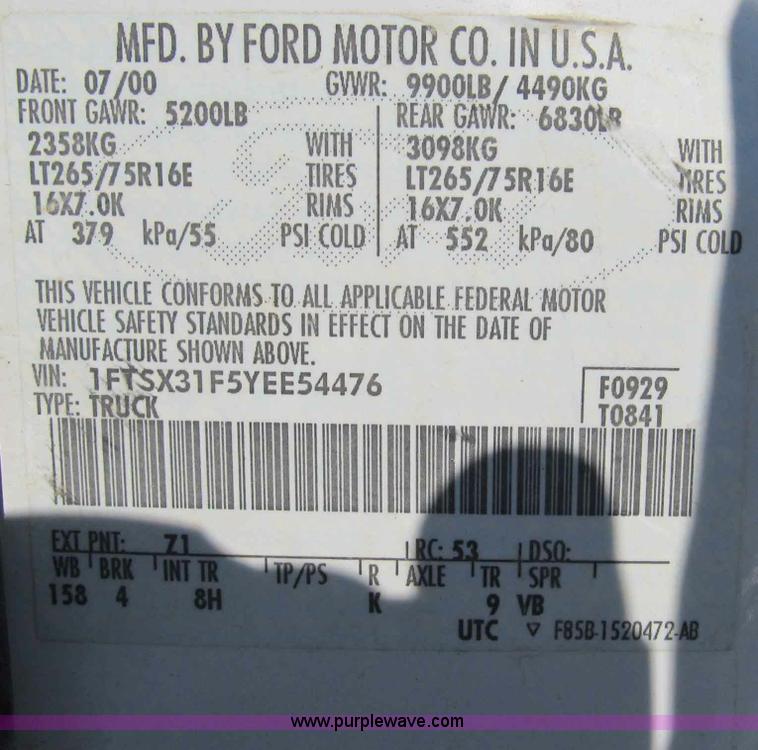 MFD. BY FORD MOTOR CO. IN U.S.A.
DATE: 07/00 GVWR: 9900LB/ 4490KG
FRONT GAWR: 5200LB REAR GAWR: 6830LB
2358KG WITH 3098KG WITH
LT265/75R16E TIRES LT265/75R16E TIRES
16X7.0K RIMS 16X7.0K RIMS
AT 379 kPa/55 PSI COLD AT 552 kPa/80 PSI COLD
THIS VEHICLE CONFORMS TO ALL APPLICABLE FEDERAL MOTOR
VEHICLE SAFETY STANDARDS IN EFFECT ON THE DATE OF
MANUFACTURE SHOWN ABOVE.
VIN: 1FTSX31F5YEE54476 F0929
TYPE: TRUCK T0841
EXT PNT: Z1 RC: 53 DSO:
WB BRK INT TR TP/PS R AXLE TR SPR
158 4 8H K 9 VB
UTC ▽ F85B-1520472-AB
www.purplewave.com